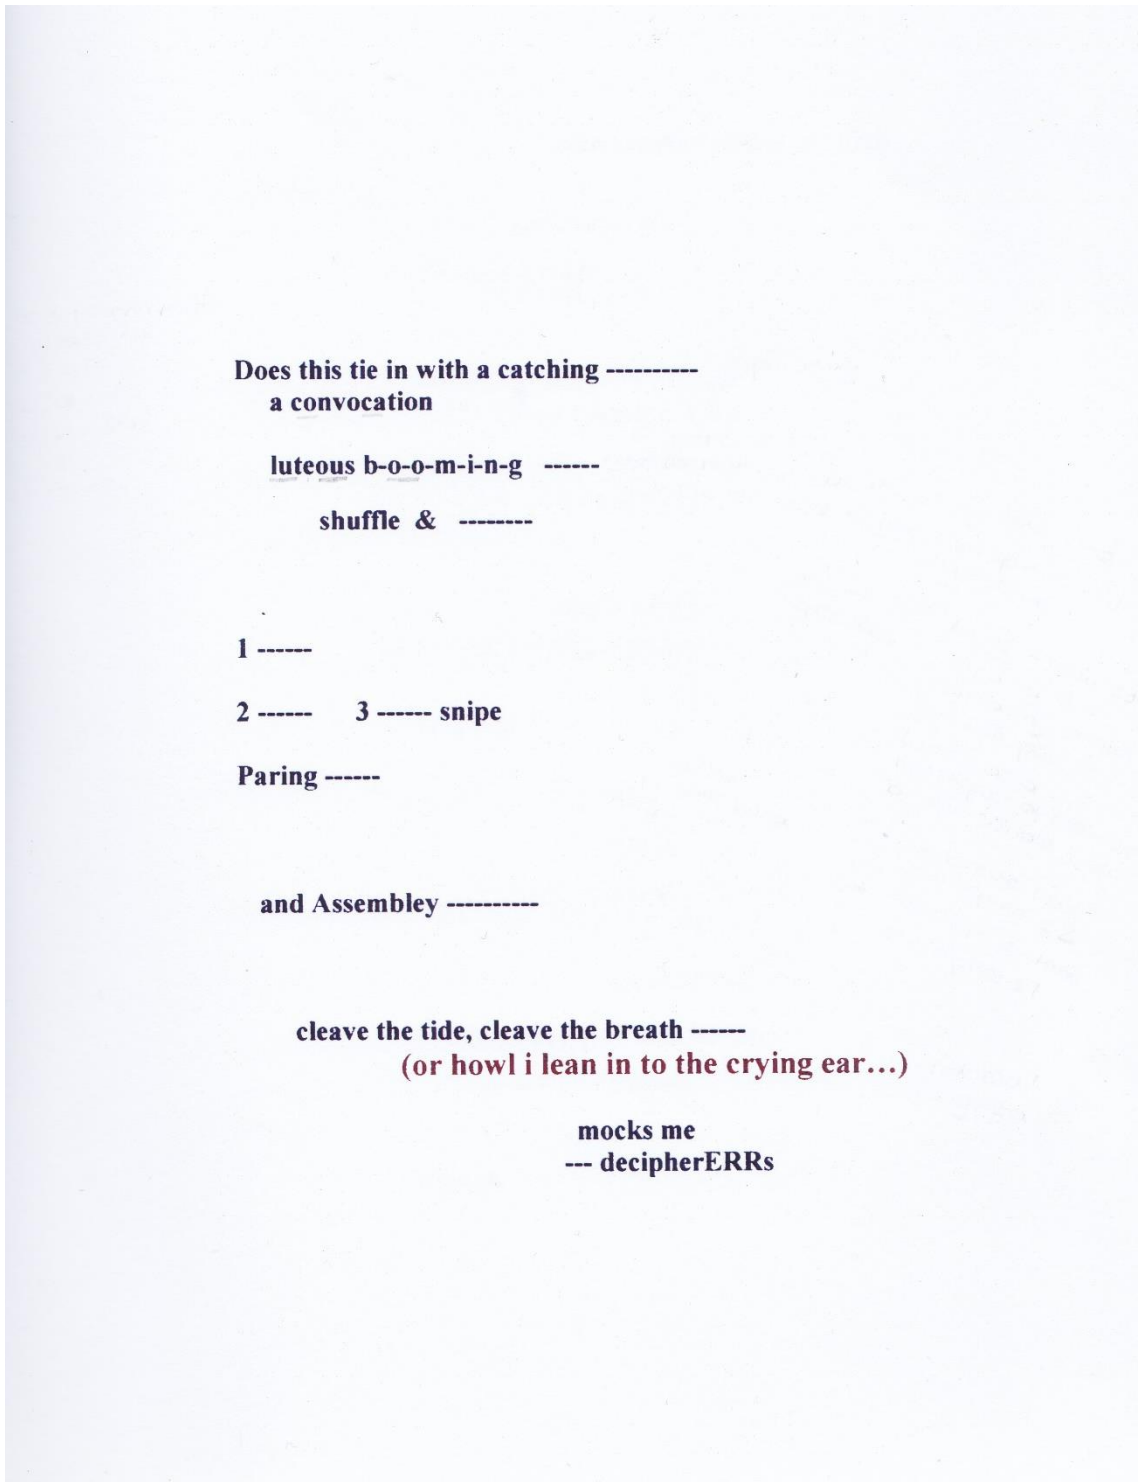 Does this tie in with a catching ----------
a convocation
luteous b-o-o-m-i-n-g ------
shuffle & --------
1 ------
2 ------ 3 ------ snipe
Paring ------
and Assembley ----------
cleave the tide, cleave the breath ------
(or howl i lean in to the crying ear...)
mocks me
--- decipherERRs